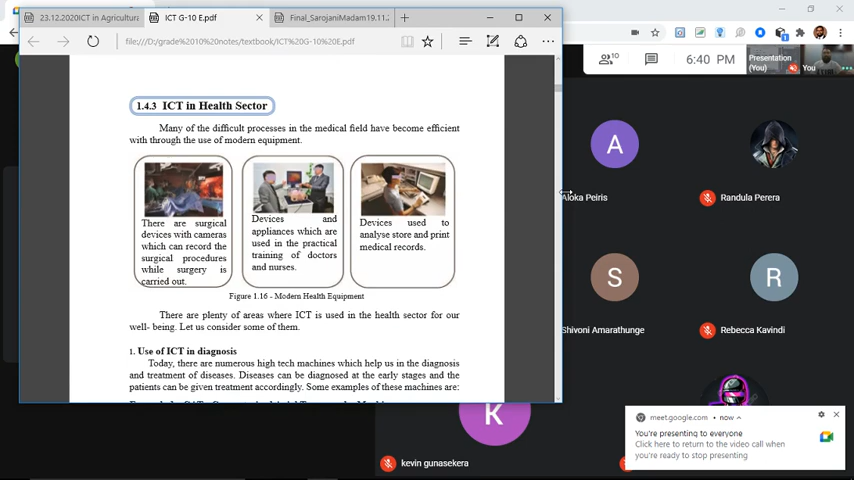 23.12.2020ICT in Agricultura
ICT G-10 E.pdf
Final_SarojaniMadam19.11.2
file:///D:/grade%2010%20notes/textbook/ICT%20G-10%20E.pdf
10
6:40 PM
Presentation
(You)
You
1.4.3 ICT in Health Sector
Many of the difficult processes in the medical field have become efficient
with through the use of modern equipment.
There are surgical
devices with cameras
which can record the
surgical procedures
while surgery is
carried out.
Devices and
appliances which are
used in the practical
training of doctors
and nurses.
Devices used to
analyse store and print
medical records.
Figure 1.16 - Modern Health Equipment
There are plenty of areas where ICT is used in the health sector for our
well- being. Let us consider some of them.
1. Use of ICT in diagnosis
Today, there are numerous high tech machines which help us in the diagnosis
and treatment of diseases. Diseases can be diagnosed at the early stages and the
patients can be given treatment accordingly. Some examples of these machines are:
A
Aloka Peiris
Randula Perera
S
R
Shivoni Amarathunge
Rebecca Kavindi
K
kevin gunasekera
meet.google.com • now
You're presenting to everyone
Click here to return to the video call when
you're ready to stop presenting